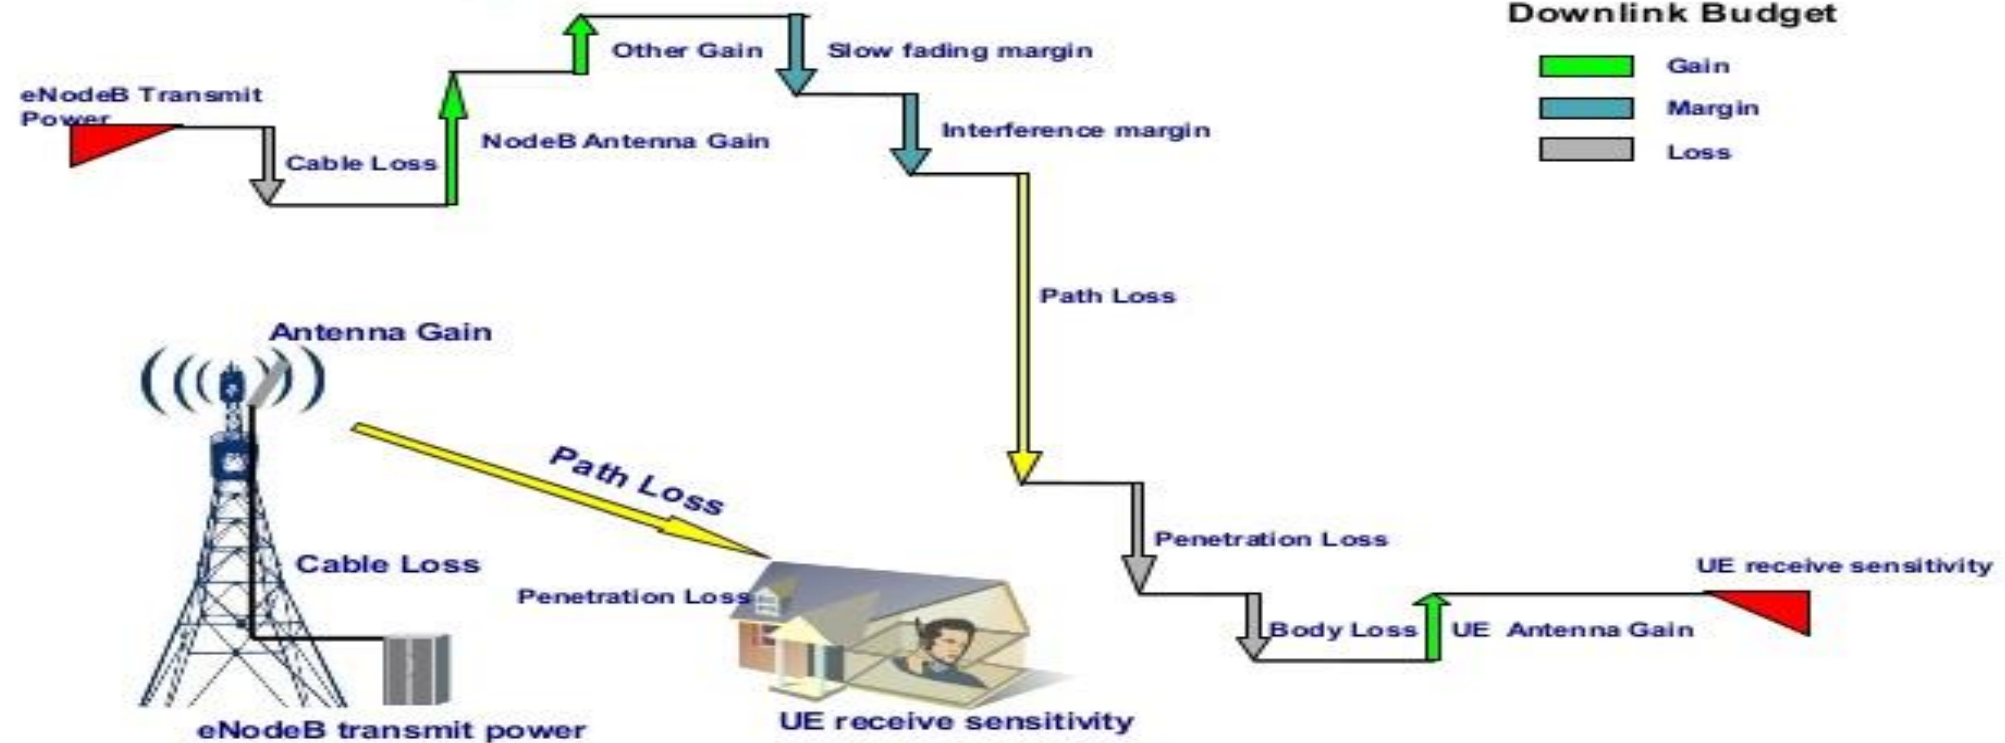 Downlink Budget
Gain
Margin
Loss
Other Gain
Slow fading margin
eNodeB Transmit
Power
Cable Loss
NodeB Antenna Gain
Interference margin
Path Loss
Antenna Gain
Path Loss
Cable Loss
Penetration Loss
Penetration Loss
Body Loss
UE Antenna Gain
UE receive sensitivity
eNodeB transmit power
UE receive sensitivity